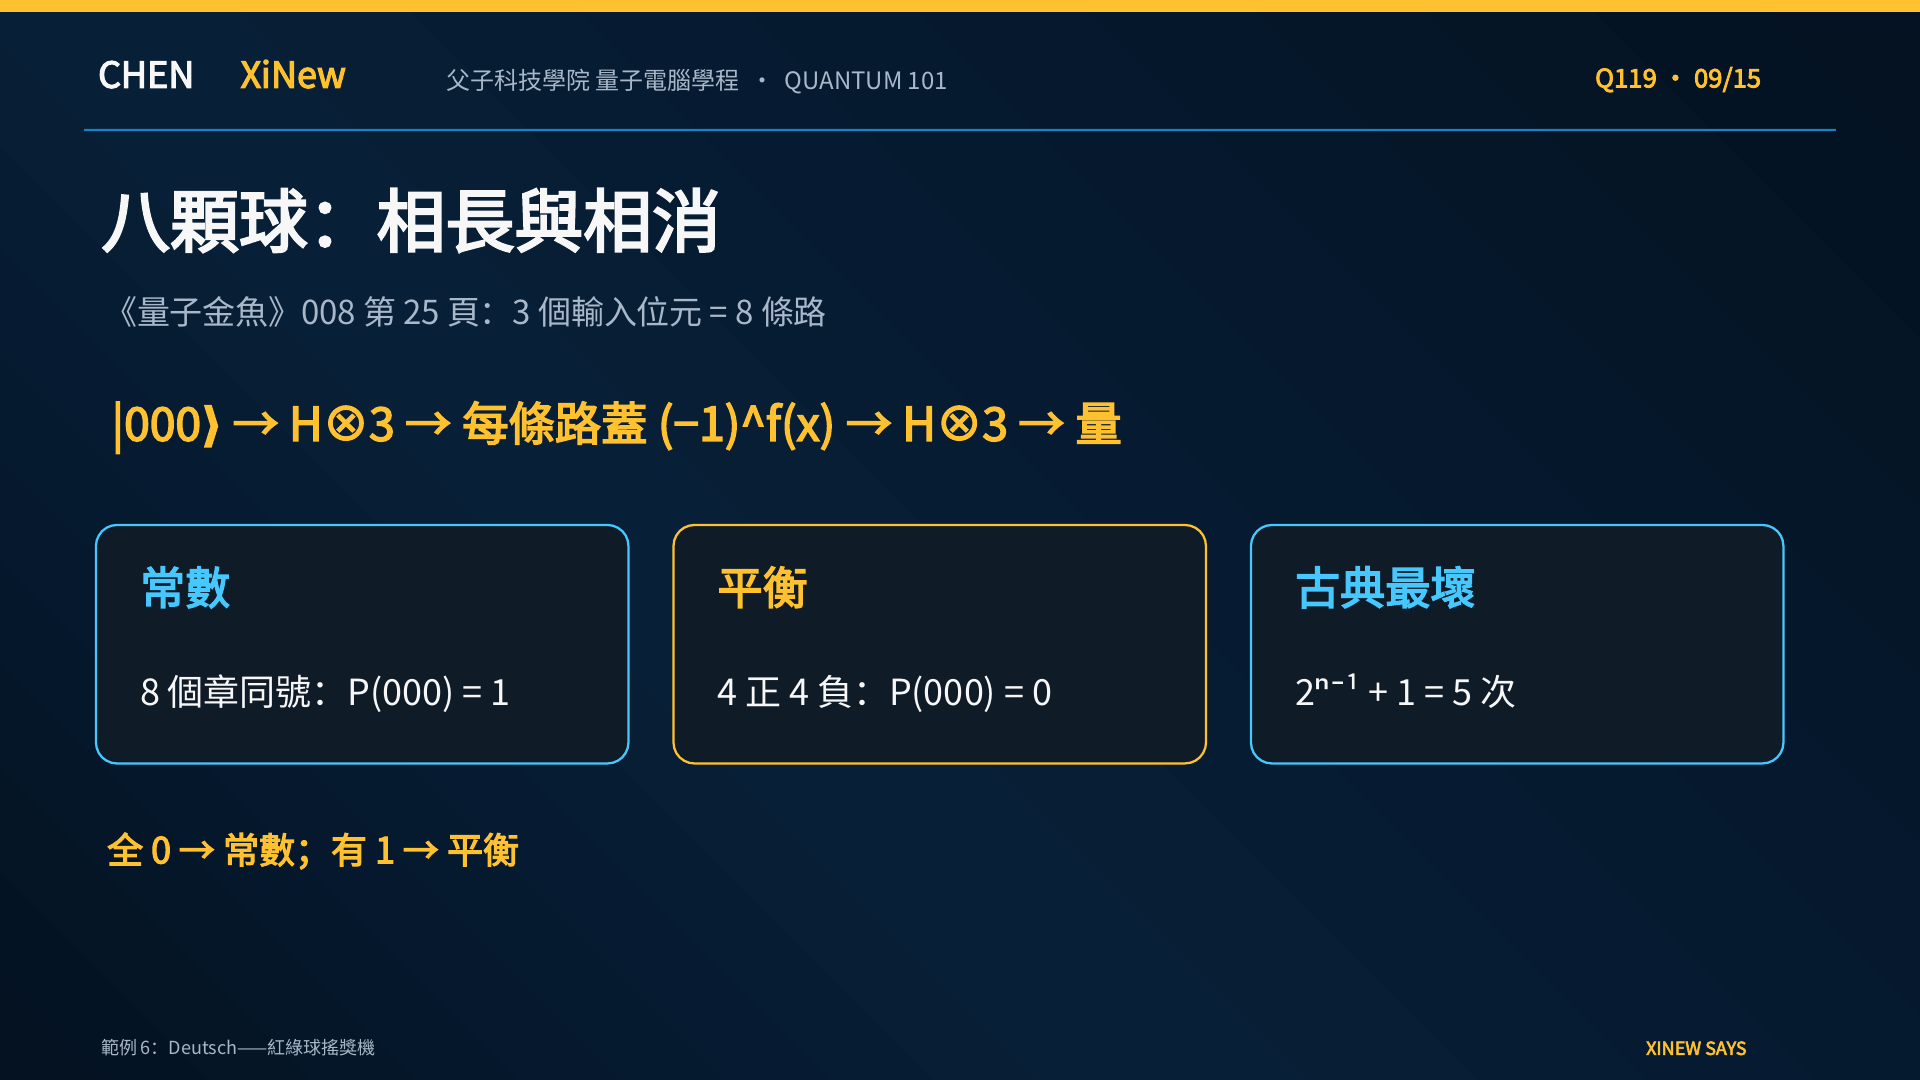 CHEN XiNew 父子科技學院 量子電腦學程 · QUANTUM 101 Q119 · 09/15
八顆球：相長與相消
《量子金魚》008 第 25 頁：3 個輸入位元 = 8 條路
|000⟩ → H⊗3 → 每條路蓋 (−1)^f(x) → H⊗3 → 量
常數
8 個章同號：P(000) = 1
平衡
4 正 4 負：P(000) = 0
古典最壞
2ⁿ⁻¹ + 1 = 5 次
全 0 → 常數；有 1 → 平衡
範例 6：Deutsch——紅綠球搖獎機
XINEW SAYS